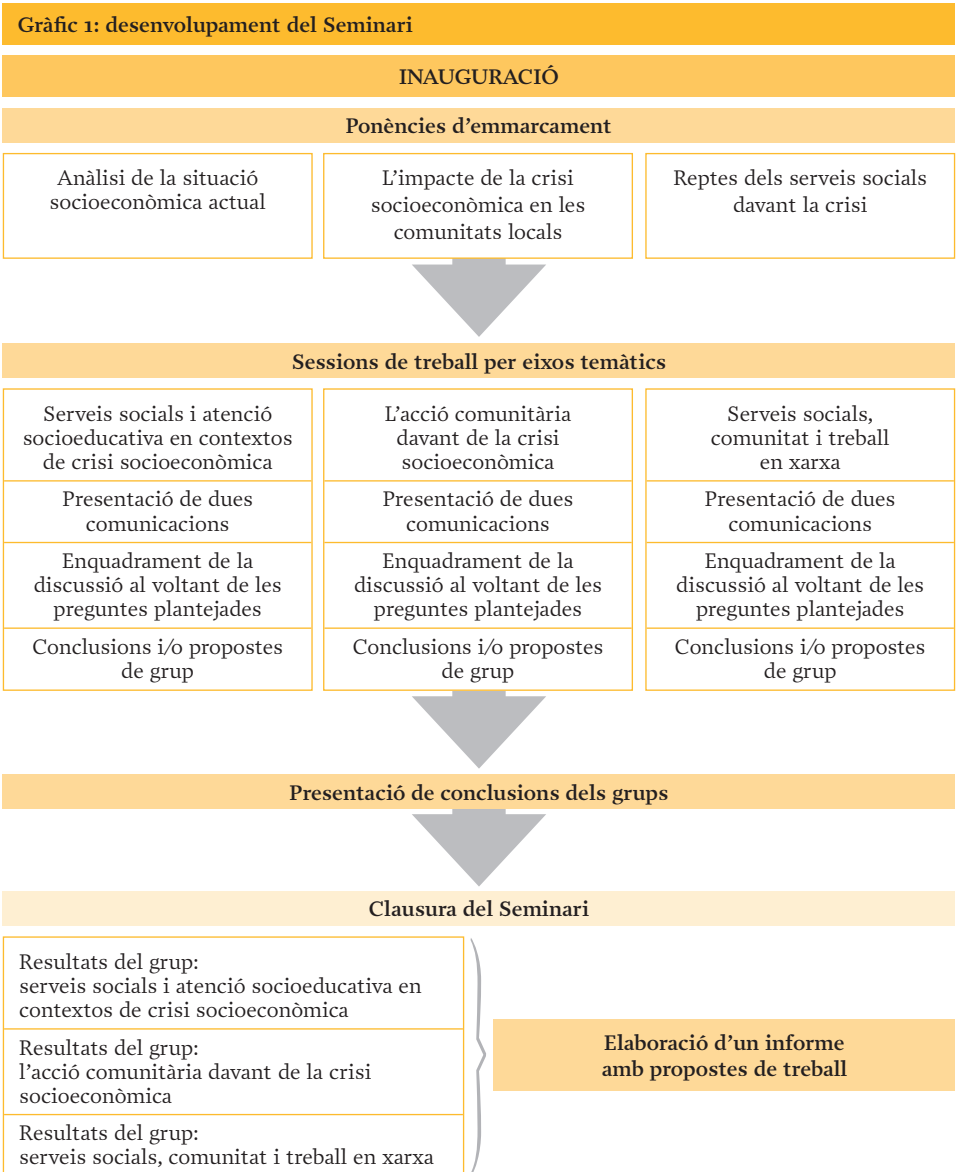 Gràfic 1: desenvolupament del Seminari
INAUGURACIÓ
Ponències d’emmarcament
Anàlisi de la situació
socioeconòmica actual
L’impacte de la crisi
socioeconòmica en les
comunitats locals
Reptes dels serveis socials
davant la crisi
Sessions de treball per eixos temàtics
Serveis socials i atenció
socioeducativa en contextos
de crisi socioeconòmica
Presentació de dues
comunicacions
Enquadrament de la
discussió al voltant de les
preguntes plantejades
Conclusions i/o propostes
de grup
L’acció comunitària
davant de la crisi
socioeconòmica
Presentació de dues
comunicacions
Enquadrament de la
discussió al voltant de les
preguntes plantejades
Conclusions i/o propostes
de grup
Serveis socials,
comunitat i treball
en xarxa
Presentació de dues
comunicacions
Enquadrament de la
discussió al voltant de les
preguntes plantejades
Conclusions i/o propostes
de grup
Presentació de conclusions dels grups
Clausura del Seminari
Resultats del grup:
serveis socials i atenció socioeducativa en
contextos de crisi socioeconòmica
Resultats del grup:
l’acció comunitària davant de la crisi
socioeconòmica
Resultats del grup:
serveis socials, comunitat i treball en xarxa
Elaboració d’un informe
amb propostes de treball